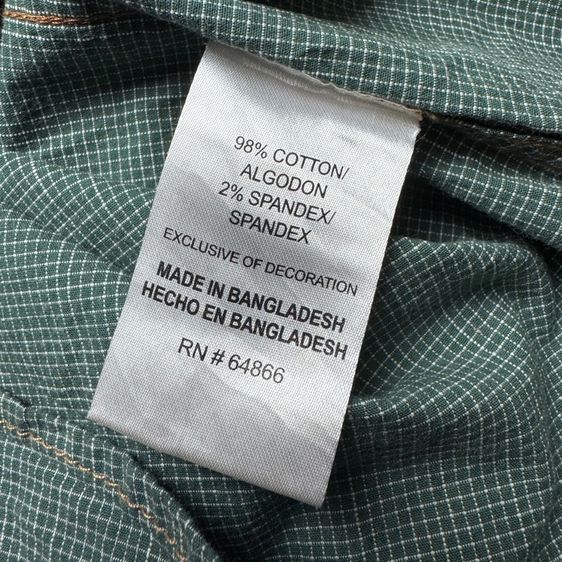 98% COTTON/
ALGODON
2% SPANDEX/
SPANDEX
EXCLUSIVE OF DECORATION
MADE IN BANGLADESH
HECHO EN BANGLADESH
RN # 64866